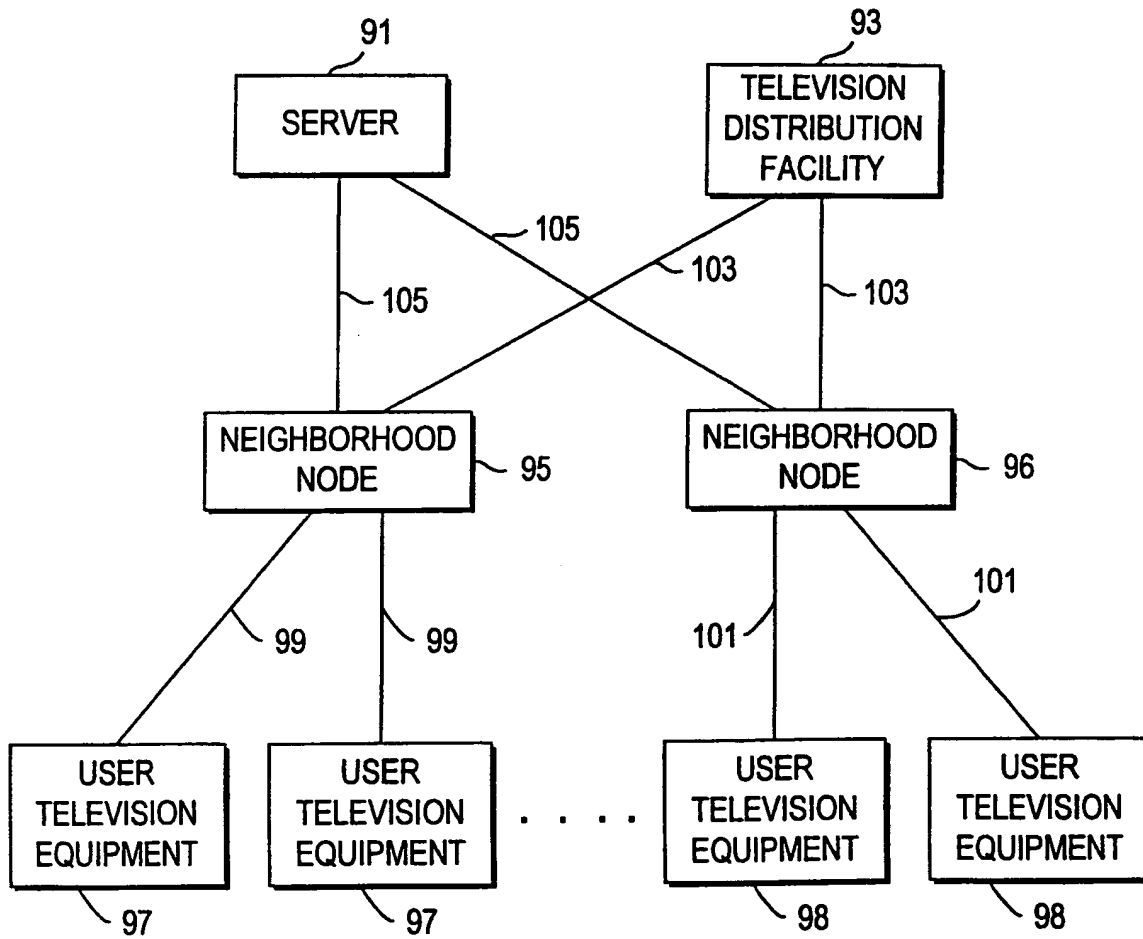 91
SERVER
93
TELEVISION
DISTRIBUTION
FACILITY
105
103
105
103
NEIGHBORHOOD
NODE
95
NEIGHBORHOOD
NODE
96
99
99
101
101
USER
TELEVISION
EQUIPMENT
97
USER
TELEVISION
EQUIPMENT
97
. . . .
USER
TELEVISION
EQUIPMENT
98
USER
TELEVISION
EQUIPMENT
98